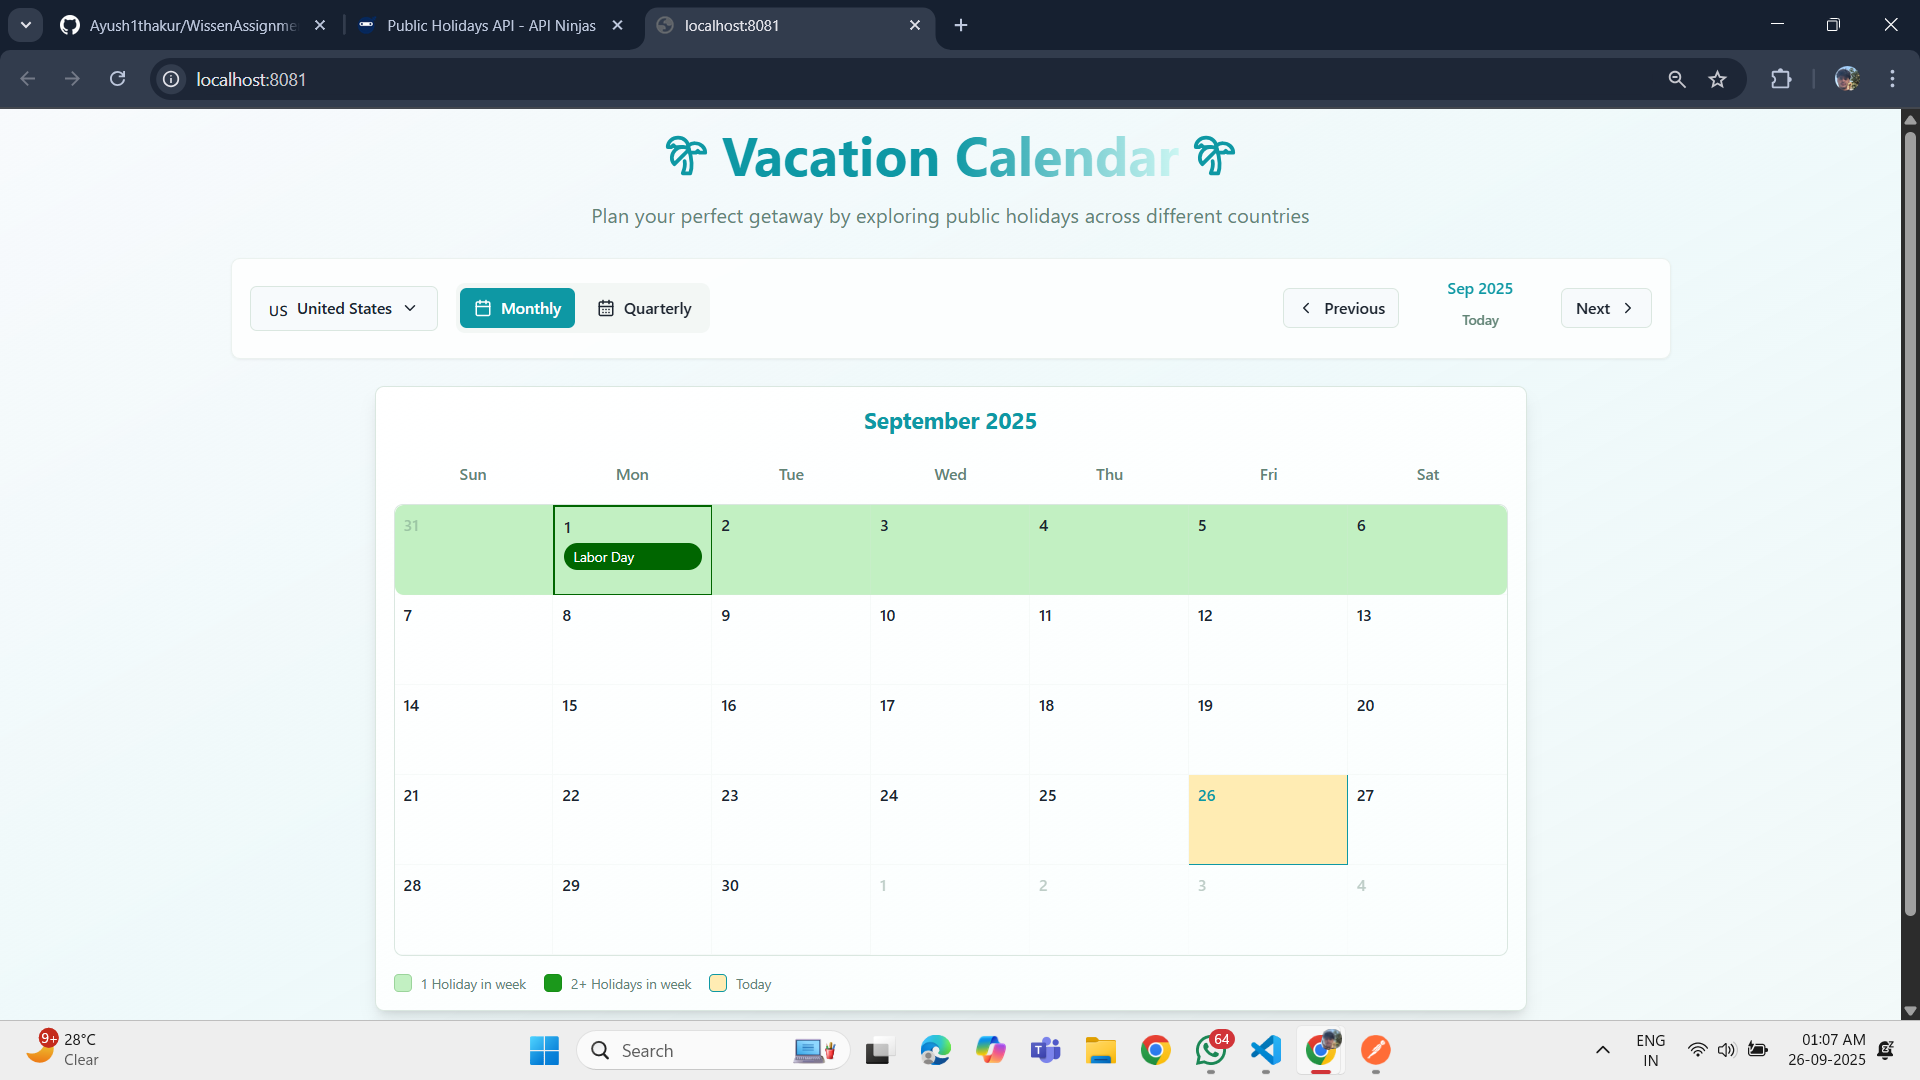 Ayush1thakur/WissenAssignme
Public Holidays API - API Ninjas
localhost:8081
localhost:8081
Vacation Calendar
Plan your perfect getaway by exploring public holidays across different countries
US United States
Monthly
Quarterly
Previous
Sep 2025
Today
Next
September 2025
Sun Mon Tue Wed Thu Fri Sat
31 1 2 3 4 5 6
Labor Day
7 8 9 10 11 12 13
14 15 16 17 18 19 20
21 22 23 24 25 26 27
28 29 30 1 2 3 4
1 Holiday in week 2+ Holidays in week Today
9+
28°C
Clear
Search
64
ENG
IN
01:07 AM
26-09-2025